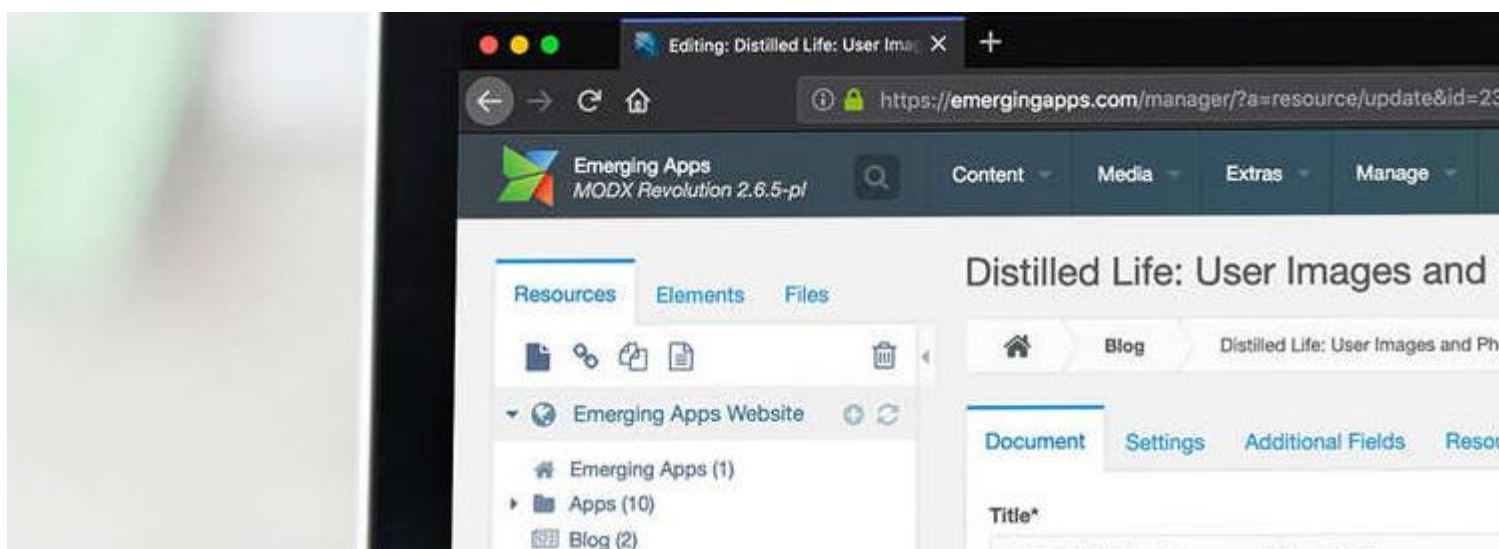 Editing: Distilled Life: User Imag
https://emergingapps.com/manager/?a=resource/update&id=23
Emerging Apps
MODX Revolution 2.6.5-pl
Content
Media
Extras
Manage
Distilled Life: User Images and
Resources
Elements
Files
Blog
Distilled Life: User Images and Ph
Emerging Apps Website
Document
Settings
Additional Fields
Resou
Emerging Apps (1)
Apps (10)
Blog (2)
Title*